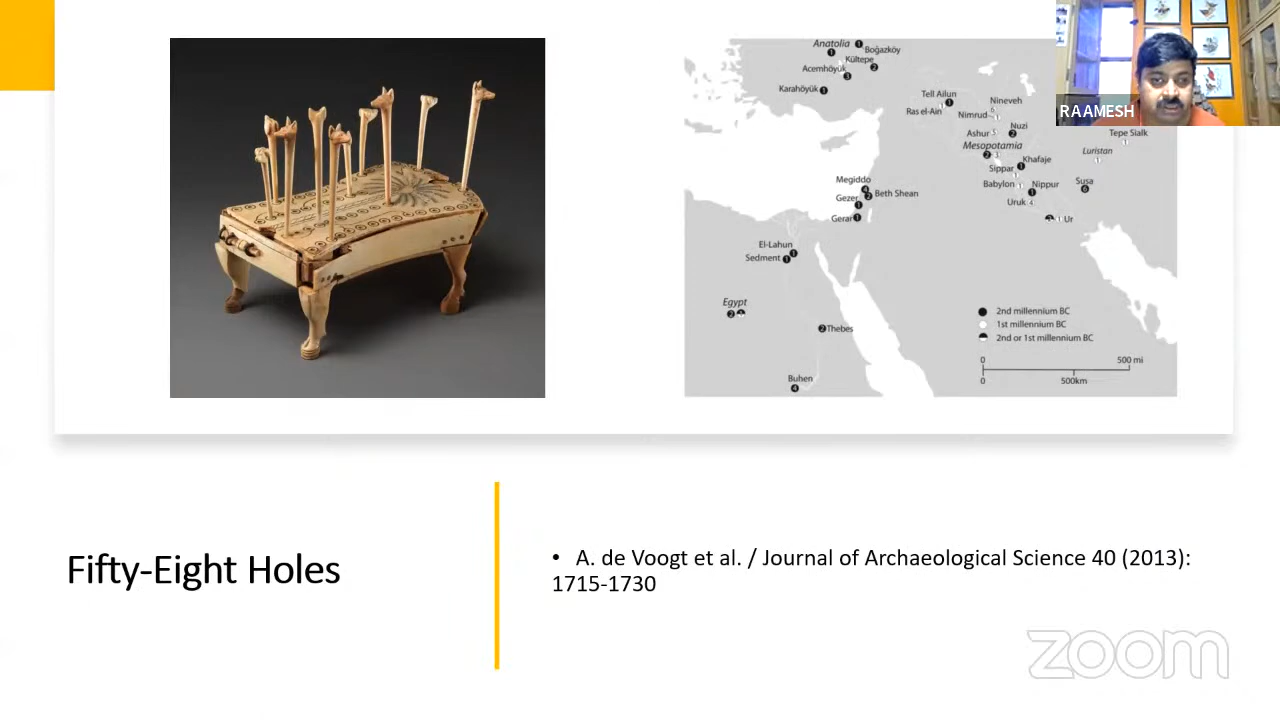 Anatolia
Boğazköy
Kültepe
Acemhöyük
Karahöyük
Tell Ailun
Ras el-Ain
Nineveh
Nimrud
Nuzi
Ashur
Mesopotamia
Khafaje
Sippar
Babylon
Nippur
Uruk
Ur
Tepe Sialk
Luristan
Susa
RAAMESH
Megiddo
Beth Shean
Gezer
Gerar
El-Lahun
Sedment
Egypt
Thebes
Buhen
2nd millennium BC
1st millennium BC
2nd or 1st millennium BC
0 500 mi
0 500km
Fifty-Eight Holes
• A. de Voogt et al. / Journal of Archaeological Science 40 (2013):
1715-1730
zoom